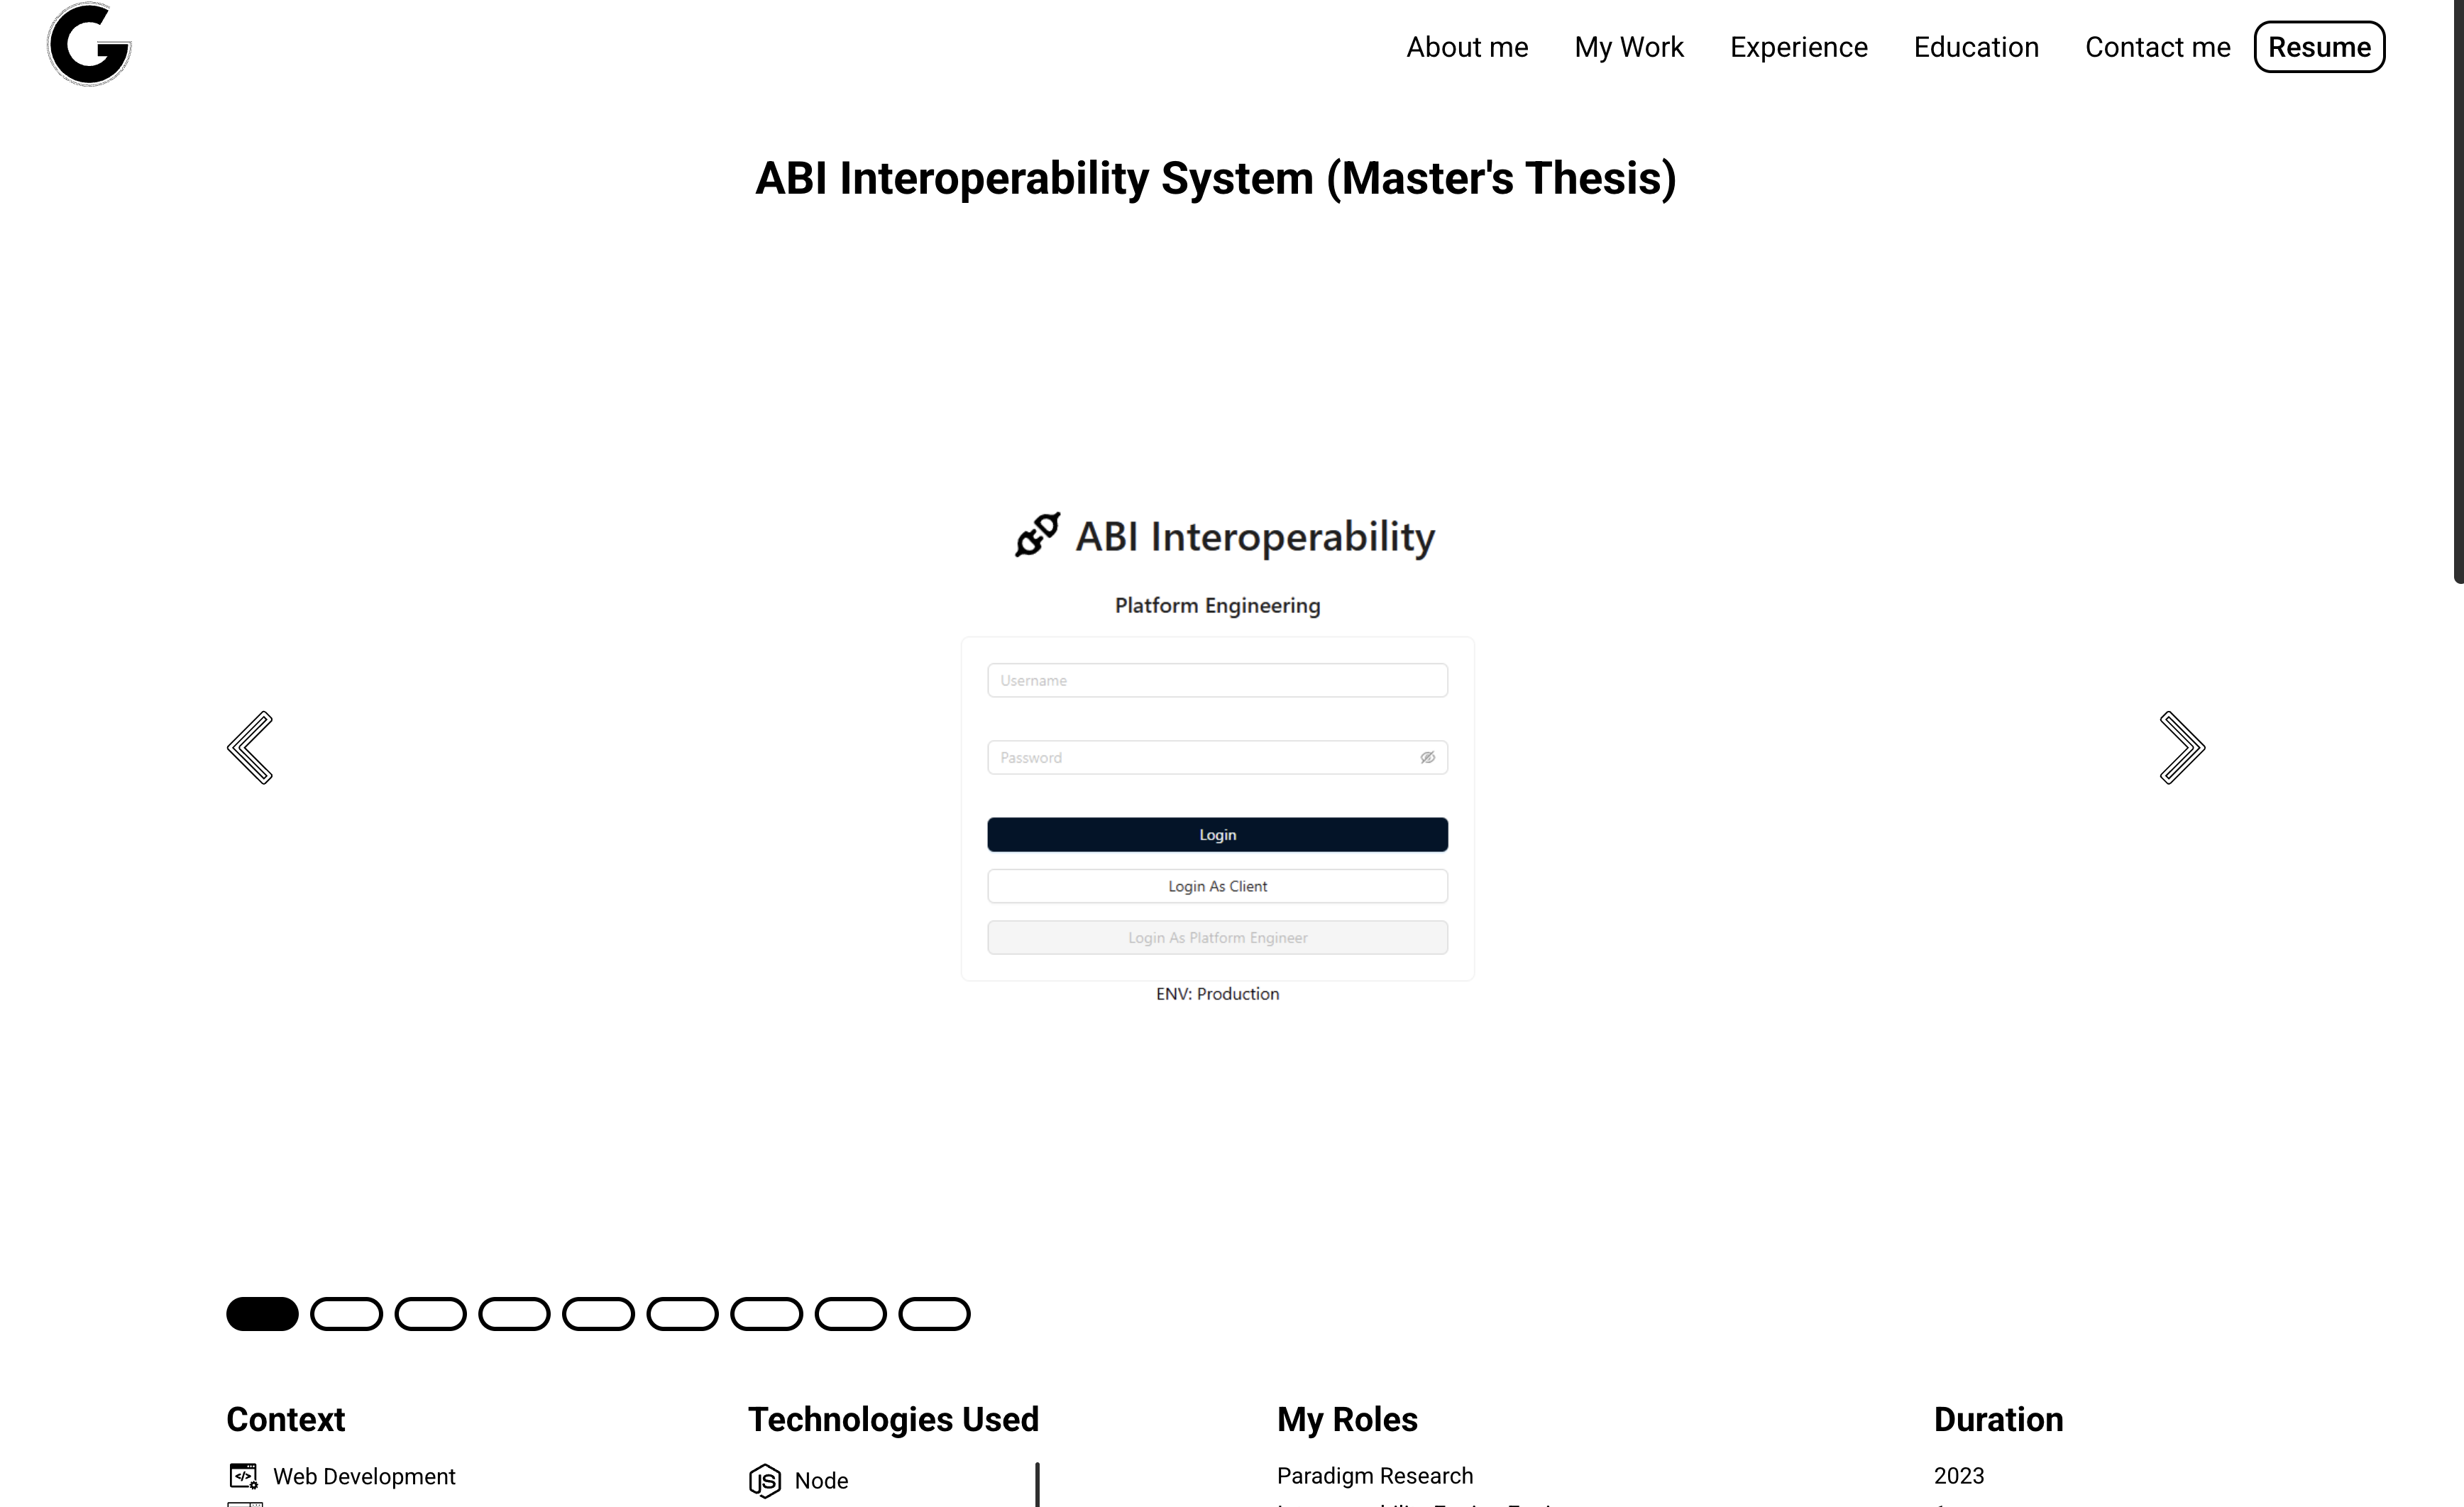 G
About me My Work Experience Education Contact me Resume
ABI Interoperability System (Master's Thesis)
ABI Interoperability
Platform Engineering
Username
Password
Login
Login As Client
Login As Platform Engineer
ENV: Production
Context Technologies Used My Roles Duration
Web Development Node Paradigm Research 2023